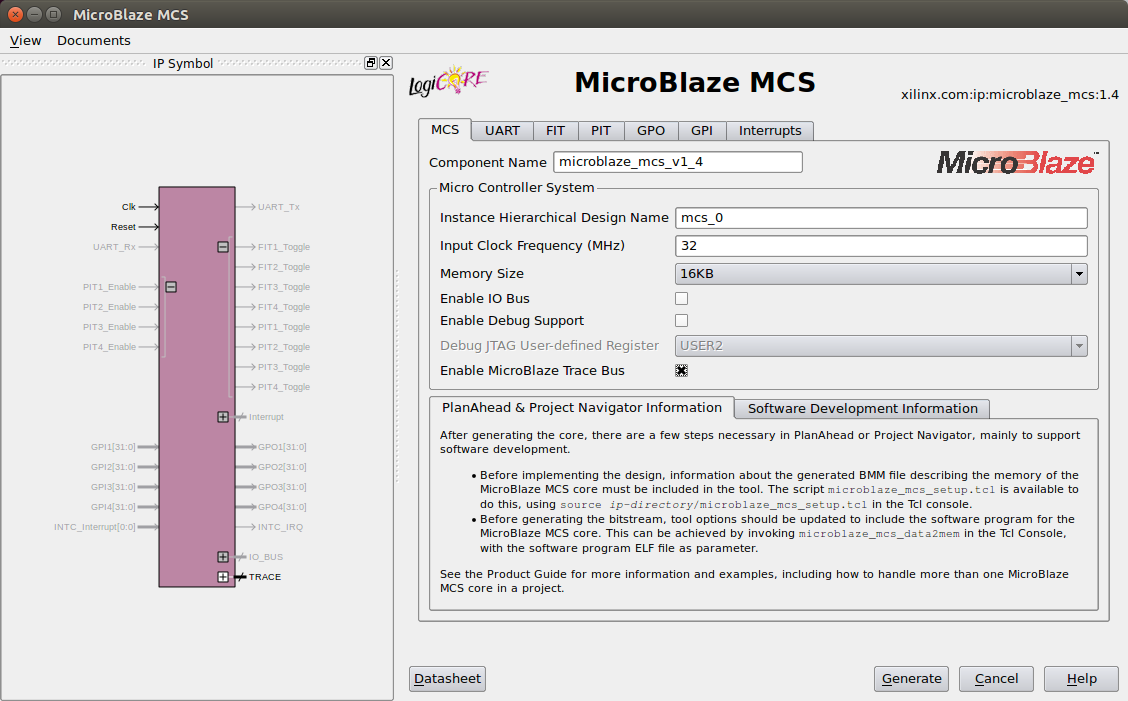 MicroBlaze MCS
View Documents
IP Symbol
Clk
Reset
UART_Rx
PIT1_Enable
PIT2_Enable
PIT3_Enable
PIT4_Enable
GPI1[31:0]
GPI2[31:0]
GPI3[31:0]
GPI4[31:0]
INTC_Interrupt[0:0]
UART_Tx
FIT1_Toggle
FIT2_Toggle
FIT3_Toggle
FIT4_Toggle
PIT1_Toggle
PIT2_Toggle
PIT3_Toggle
PIT4_Toggle
Interrupt
GPO1[31:0]
GPO2[31:0]
GPO3[31:0]
GPO4[31:0]
INTC_IRQ
IO_BUS
TRACE
LogiCORE
MicroBlaze MCS
xilinx.com:ip:microblaze_mcs:1.4
MCS UART FIT PIT GPO GPI Interrupts
Component Name microblaze_mcs_v1_4
MicroBlaze™
Micro Controller System
Instance Hierarchical Design Name mcs_0
Input Clock Frequency (MHz) 32
Memory Size 16KB
Enable IO Bus
Enable Debug Support
Debug JTAG User-defined Register USER2
Enable MicroBlaze Trace Bus
PlanAhead & Project Navigator Information Software Development Information
After generating the core, there are a few steps necessary in PlanAhead or Project Navigator, mainly to support
software development.
• Before implementing the design, information about the generated BMM file describing the memory of the
MicroBlaze MCS core must be included in the tool. The script microblaze_mcs_setup.tcl is available to
do this, using source ip-directory/microblaze_mcs_setup.tcl in the Tcl console.
• Before generating the bitstream, tool options should be updated to include the software program for the
MicroBlaze MCS core. This can be achieved by invoking microblaze_mcs_data2mem in the Tcl Console,
with the software program ELF file as parameter.
See the Product Guide for more information and examples, including how to handle more than one MicroBlaze
MCS core in a project.
Datasheet Generate Cancel Help